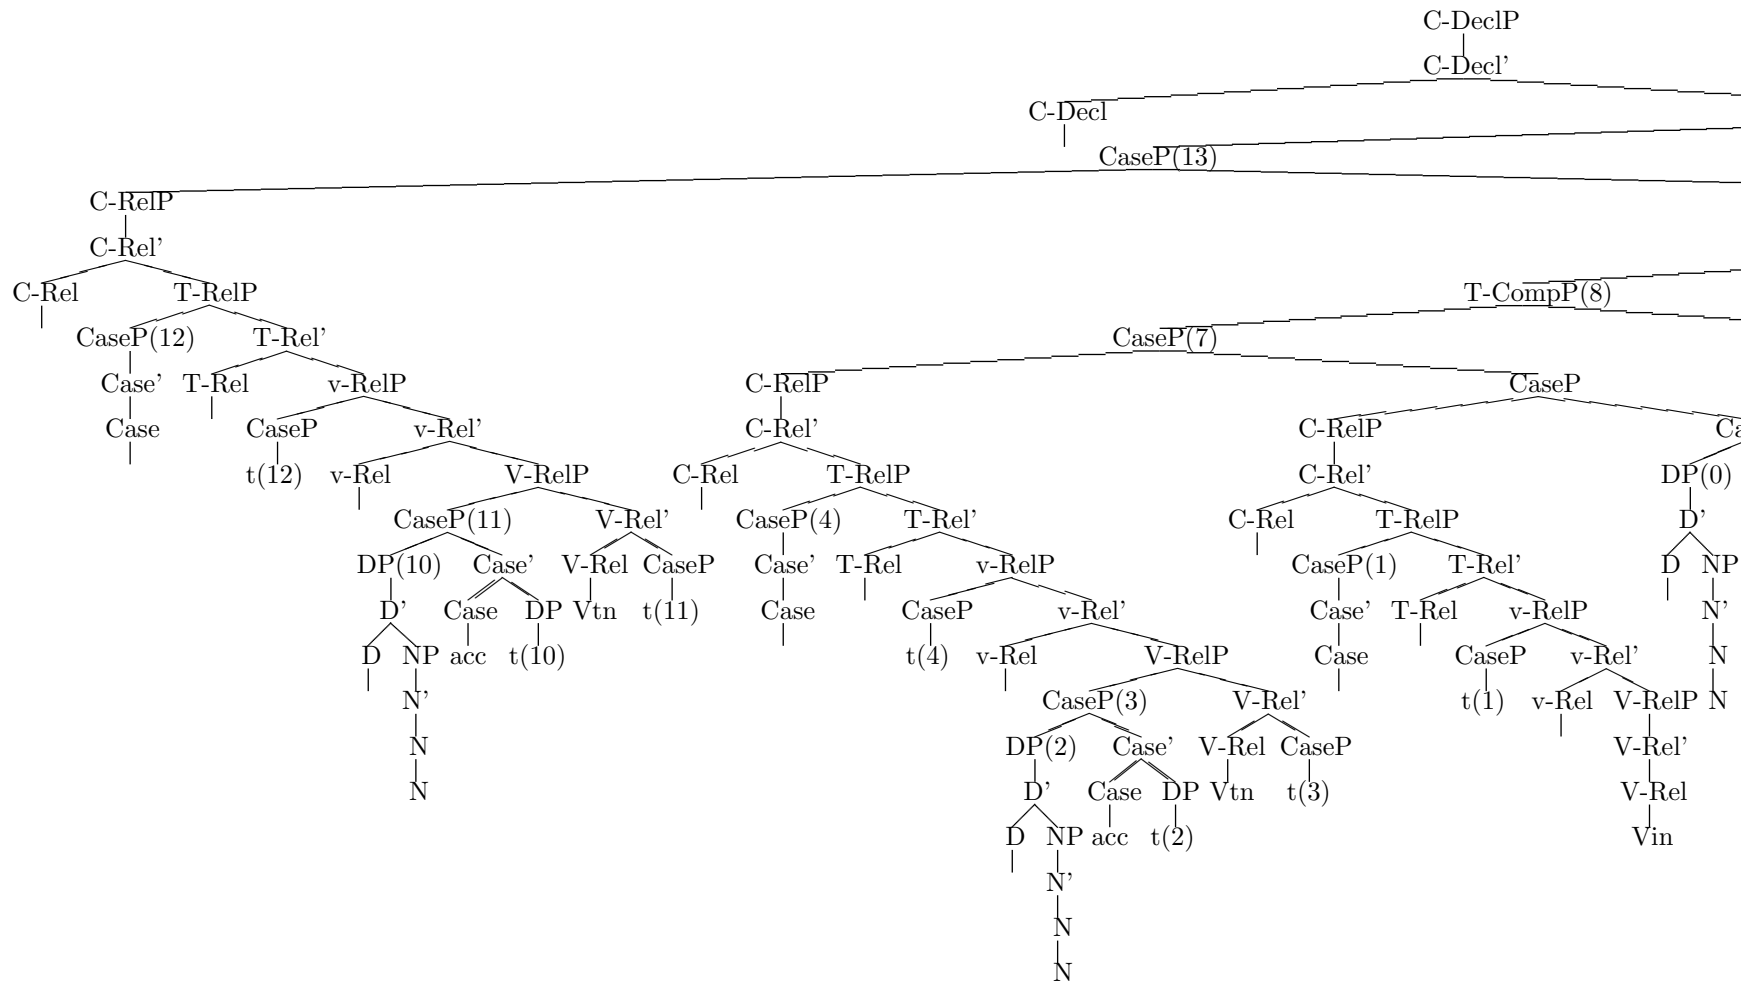 C-DeclP
C-Decl'
C-Decl
CaseP(13)
C-RelP
C-Rel'
C-Rel T-RelP T-CompP(8)
CaseP(12) T-Rel' CaseP(7)
Case' T-Rel v-RelP C-RelP CaseP
Case CaseP v-Rel' C-Rel' C-RelP Ca
t(12) v-Rel V-RelP C-Rel T-RelP C-Rel' DP(0)
CaseP(11) V-Rel' CaseP(4) T-Rel' C-Rel T-RelP D'
DP(10) Case' V-Rel CaseP Case' T-Rel v-RelP CaseP(1) T-Rel' D NP
D' Case DP Vtn t(11) Case CaseP v-Rel' Case' T-Rel v-RelP N'
D NP acc t(10) t(4) v-Rel V-RelP Case CaseP v-Rel' N
N' CaseP(3) V-Rel' t(1) v-Rel V-RelP N
N DP(2) Case' V-Rel CaseP V-Rel'
N D' Case DP Vtn t(3) V-Rel
D NP acc t(2) Vin
N'
N
N